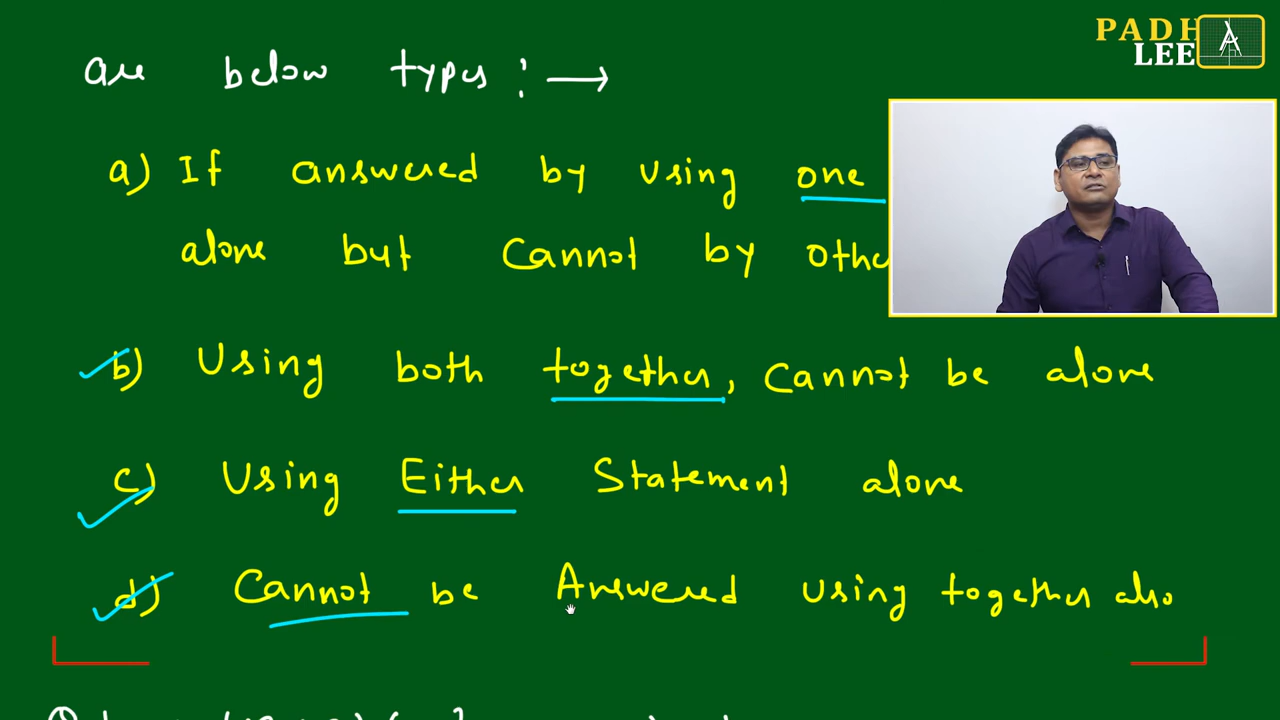 PADH
LEE
are below types : →
a) If answered by using one
alone but cannot by othe
b) Using both together, cannot be alone
c) Using Either Statement alone
d) Cannot be Answered using together also